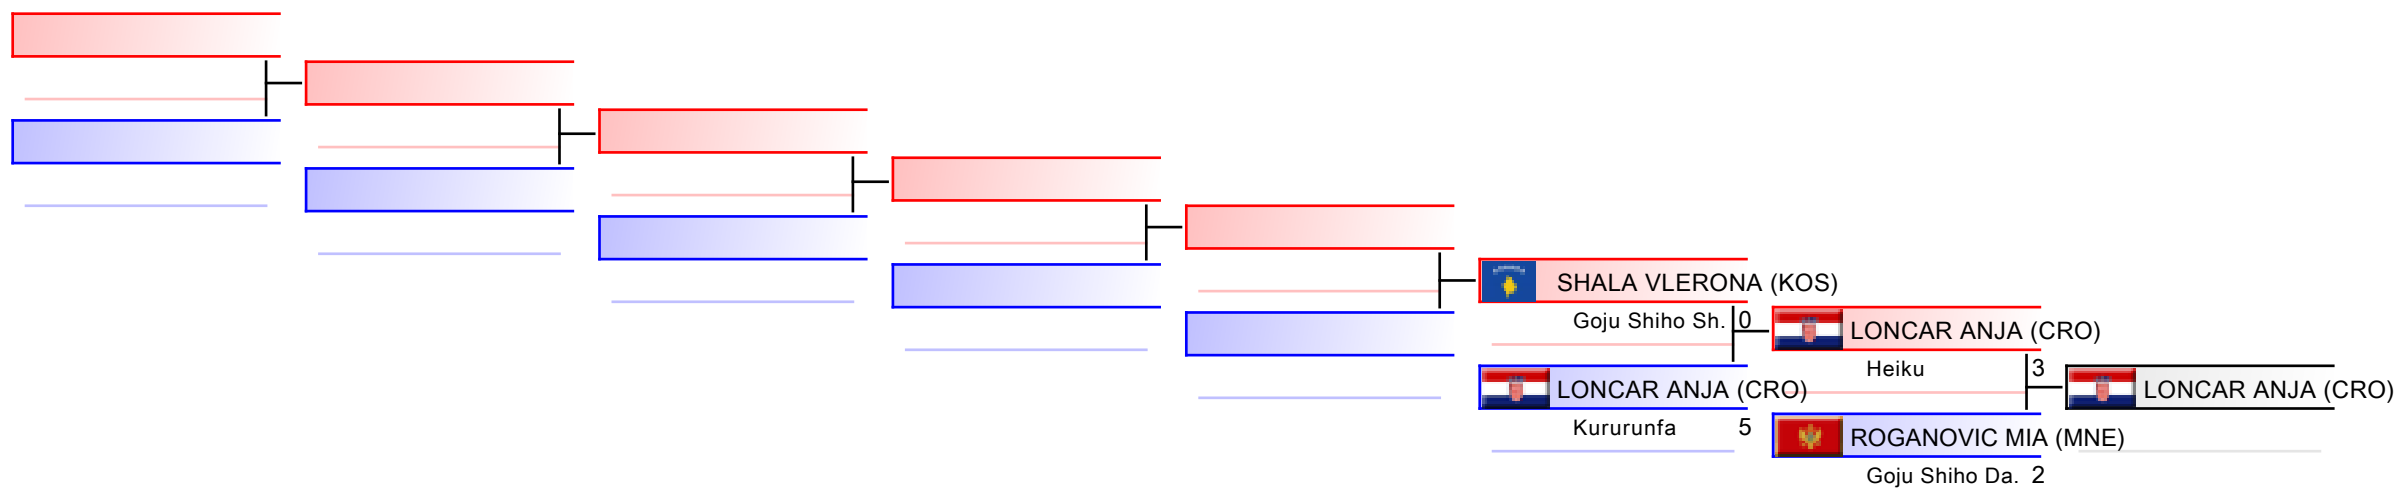 SHALA VLERONA (KOS)
Goju Shiho Sh. 0
LONCAR ANJA (CRO)
Kururunfa 5
LONCAR ANJA (CRO)
Heiku 3
ROGANOVIC MIA (MNE)
Goju Shiho Da. 2
LONCAR ANJA (CRO)